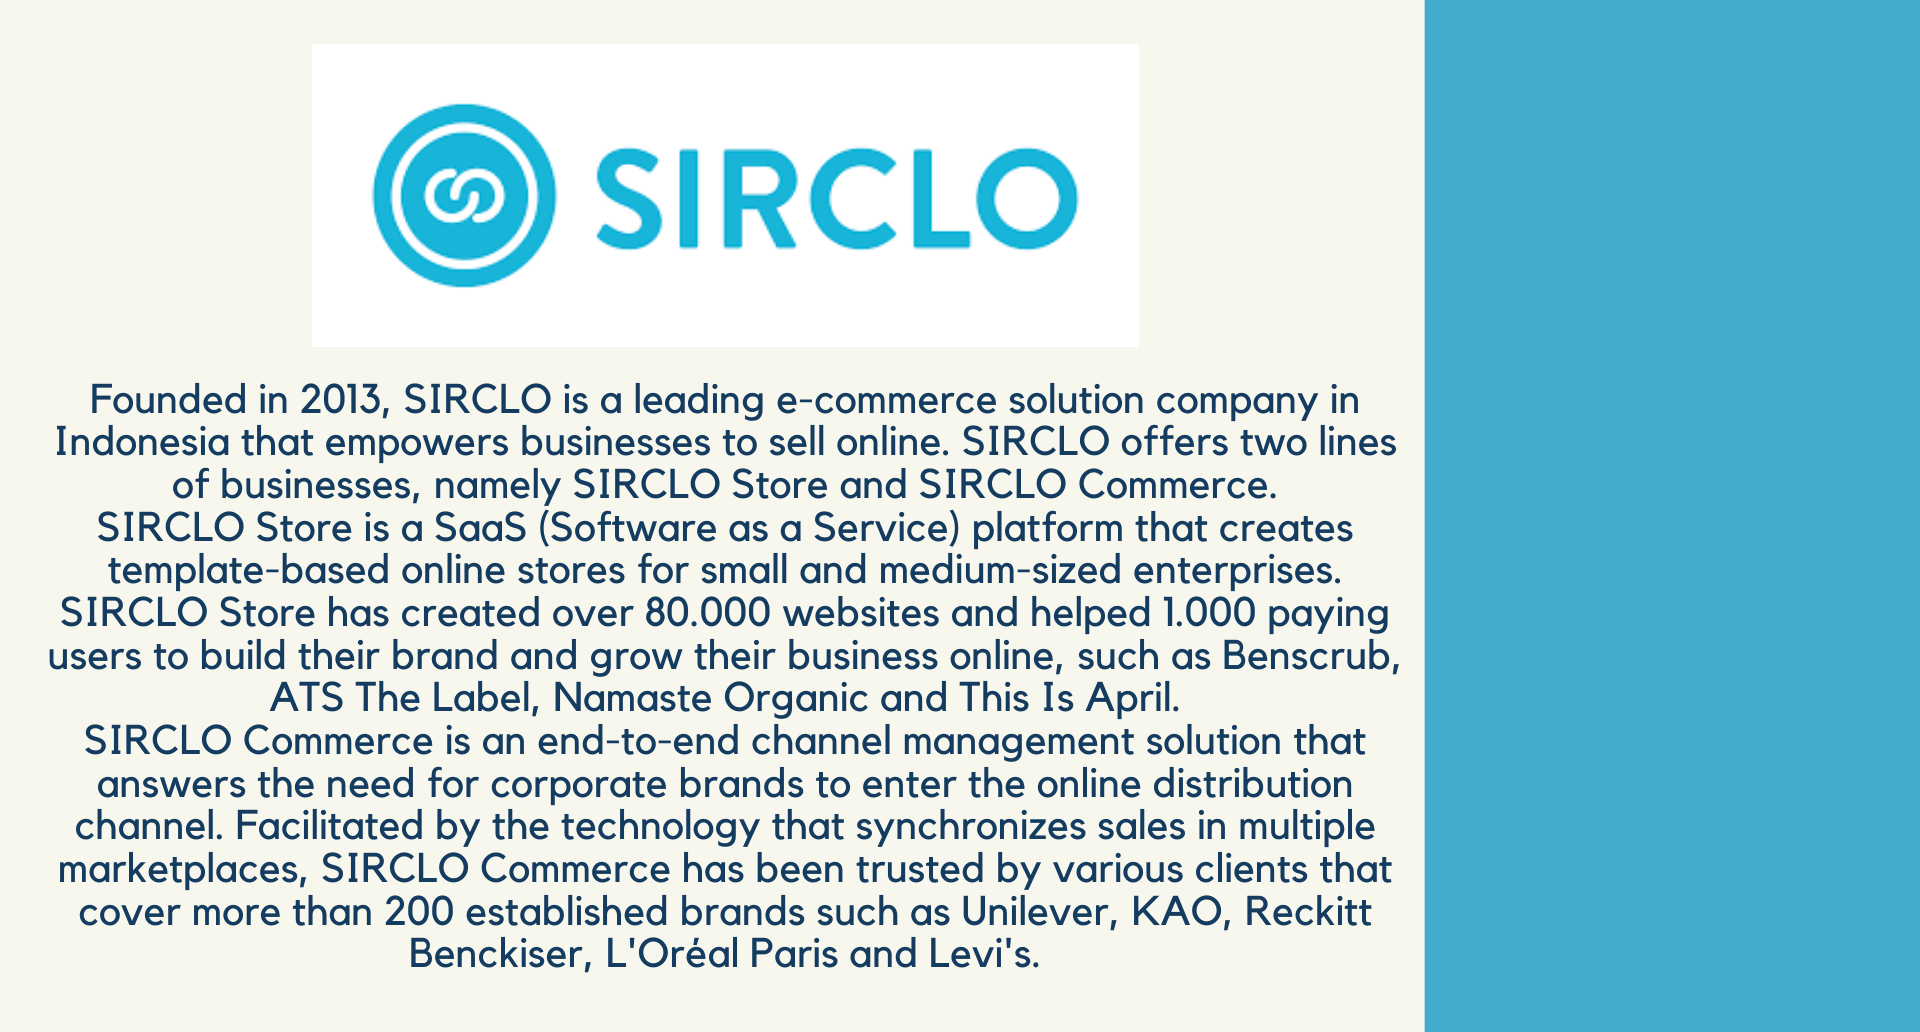 SIRCLO
Founded in 2013, SIRCLO is a leading e-commerce solution company in
Indonesia that empowers businesses to sell online. SIRCLO offers two lines
of businesses, namely SIRCLO Store and SIRCLO Commerce.
SIRCLO Store is a SaaS (Software as a Service) platform that creates
template-based online stores for small and medium-sized enterprises.
SIRCLO Store has created over 80.000 websites and helped 1.000 paying
users to build their brand and grow their business online, such as Benscrub,
ATS The Label, Namaste Organic and This Is April.
SIRCLO Commerce is an end-to-end channel management solution that
answers the need for corporate brands to enter the online distribution
channel. Facilitated by the technology that synchronizes sales in multiple
marketplaces, SIRCLO Commerce has been trusted by various clients that
cover more than 200 established brands such as Unilever, KAO, Reckitt
Benckiser, L'Oréal Paris and Levi's.